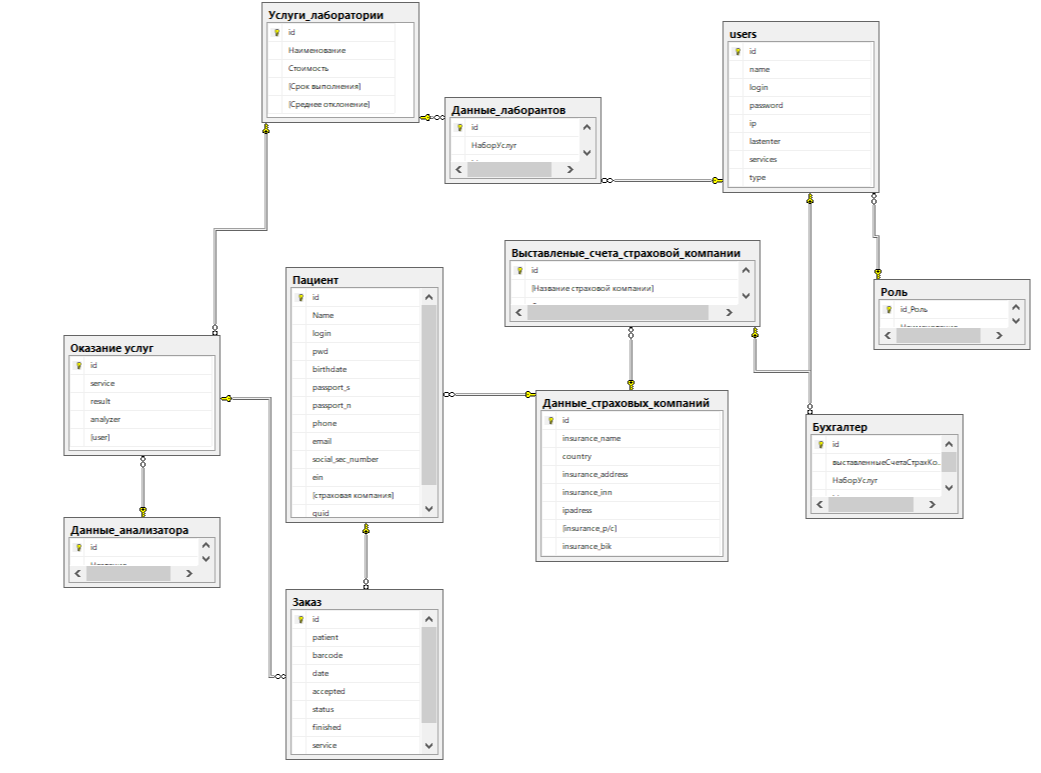 Услуги_лаборатории
id
Наименование
Стоимость
[Срок выполнения]
[Среднее отклонение]
users
id
name
login
password
ip
lastenter
services
type
Данные_лаборантов
id
НаборУслуг
Выставленые_счета_страховой_компании
id
[Название страховой компании]
Пациент
id
Name
login
pwd
birthdate
passport_s
passport_n
phone
email
social_sec_number
ein
[страховая компания]
guid
Роль
id_Роль
Оказание услуг
id
service
result
analyzer
[user]
Данные_страховых_компаний
id
insurance_name
country
insurance_address
insurance_inn
ipadress
[insurance_p/c]
insurance_bik
Бухгалтер
id
выставленныеСчетаСтрахКо...
НаборУслуг
Данные_анализатора
id
Заказ
id
patient
barcode
date
accepted
status
finished
service